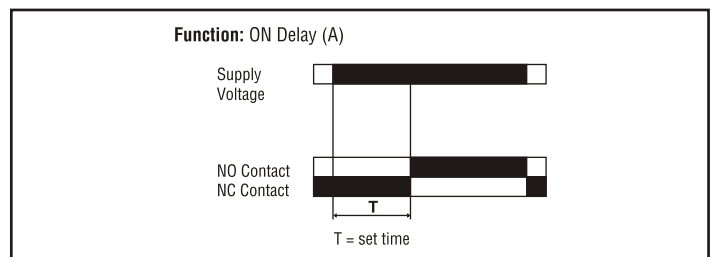 Function: ON Delay (A)
Supply
Voltage
NO Contact
NC Contact
T
T = set time